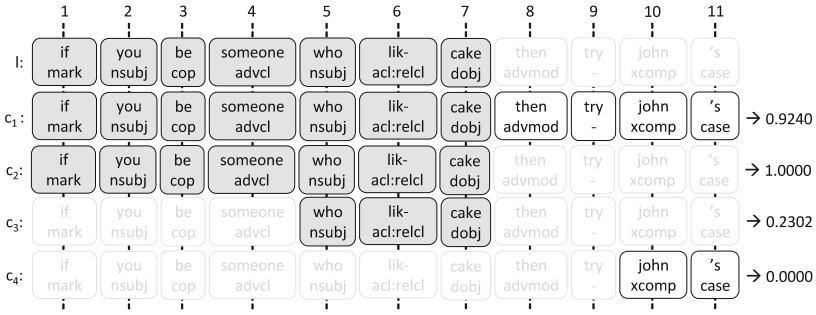 1 2 3 4 5 6 7 8 9 10 11
I: if you be someone who lik- cake then try john 's
mark nsubj cop advcl nsubj acl:relcl dobj advmod - xcomp case
c₁: if you be someone who lik- cake then try john 's → 0.9240
mark nsubj cop advcl nsubj acl:relcl dobj advmod - xcomp case
c₂: if you be someone who lik- cake then try john 's → 1.0000
mark nsubj cop advcl nsubj acl:relcl dobj advmod - xcomp case
c₃: if you be someone who lik- cake then try john 's → 0.2302
mark nsubj cop advcl nsubj acl:relcl dobj advmod - xcomp case
c₄: if you be someone who lik- cake then try john 's → 0.0000
mark nsubj cop advcl nsubj acl:relcl dobj advmod - xcomp case